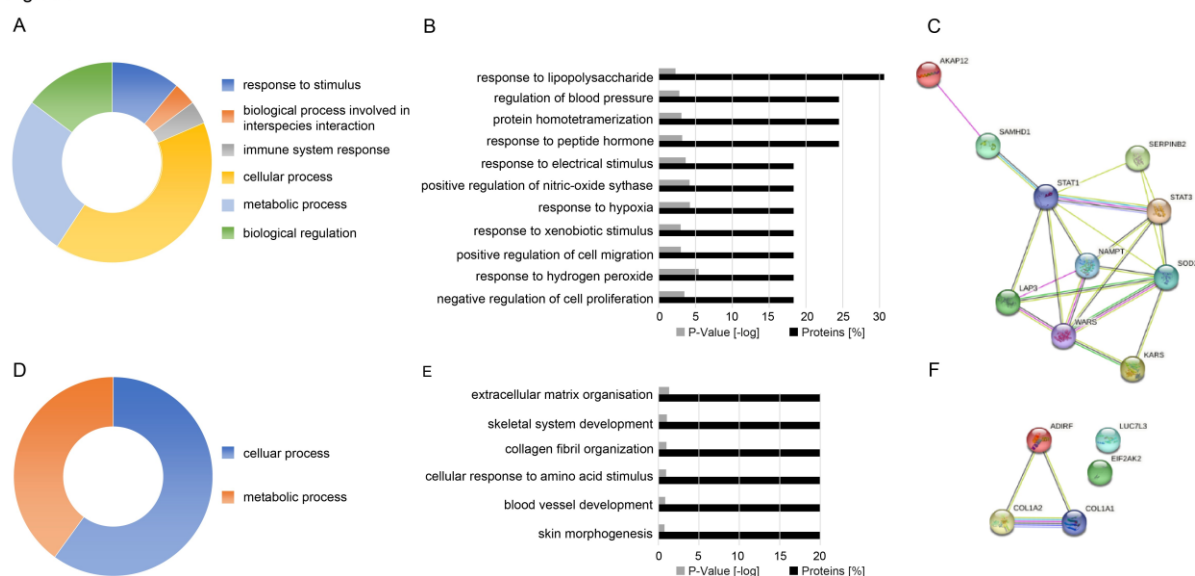 A
response to stimulus
biological process involved in
interspecies interaction
immune system response
cellular process
metabolic process
biological regulation
B
response to lipopolysaccharide
regulation of blood pressure
protein homotetramerization
response to peptide hormone
response to electrical stimulus
positive regulation of nitric-oxide sythase
response to hypoxia
response to xenobiotic stimulus
positive regulation of cell migration
response to hydrogen peroxide
negative regulation of cell proliferation
0 5 10 15 20 25 30
P-Value [-log] Proteins [%]
C
AKAP12
SAMHD1
SERPINB2
STAT1
STAT3
NAMPT
LAP3
WARS
KARS
D
celluar process
metabolic process
E
extracellular matrix organisation
skeletal system development
collagen fibril organization
cellular response to amino acid stimulus
blood vessel development
skin morphogenesis
0 5 10 15 20
P-Value [-log] Proteins [%]
F
ADIRF
LUC7L3
EIF2AK2
COL1A2
COL1A1